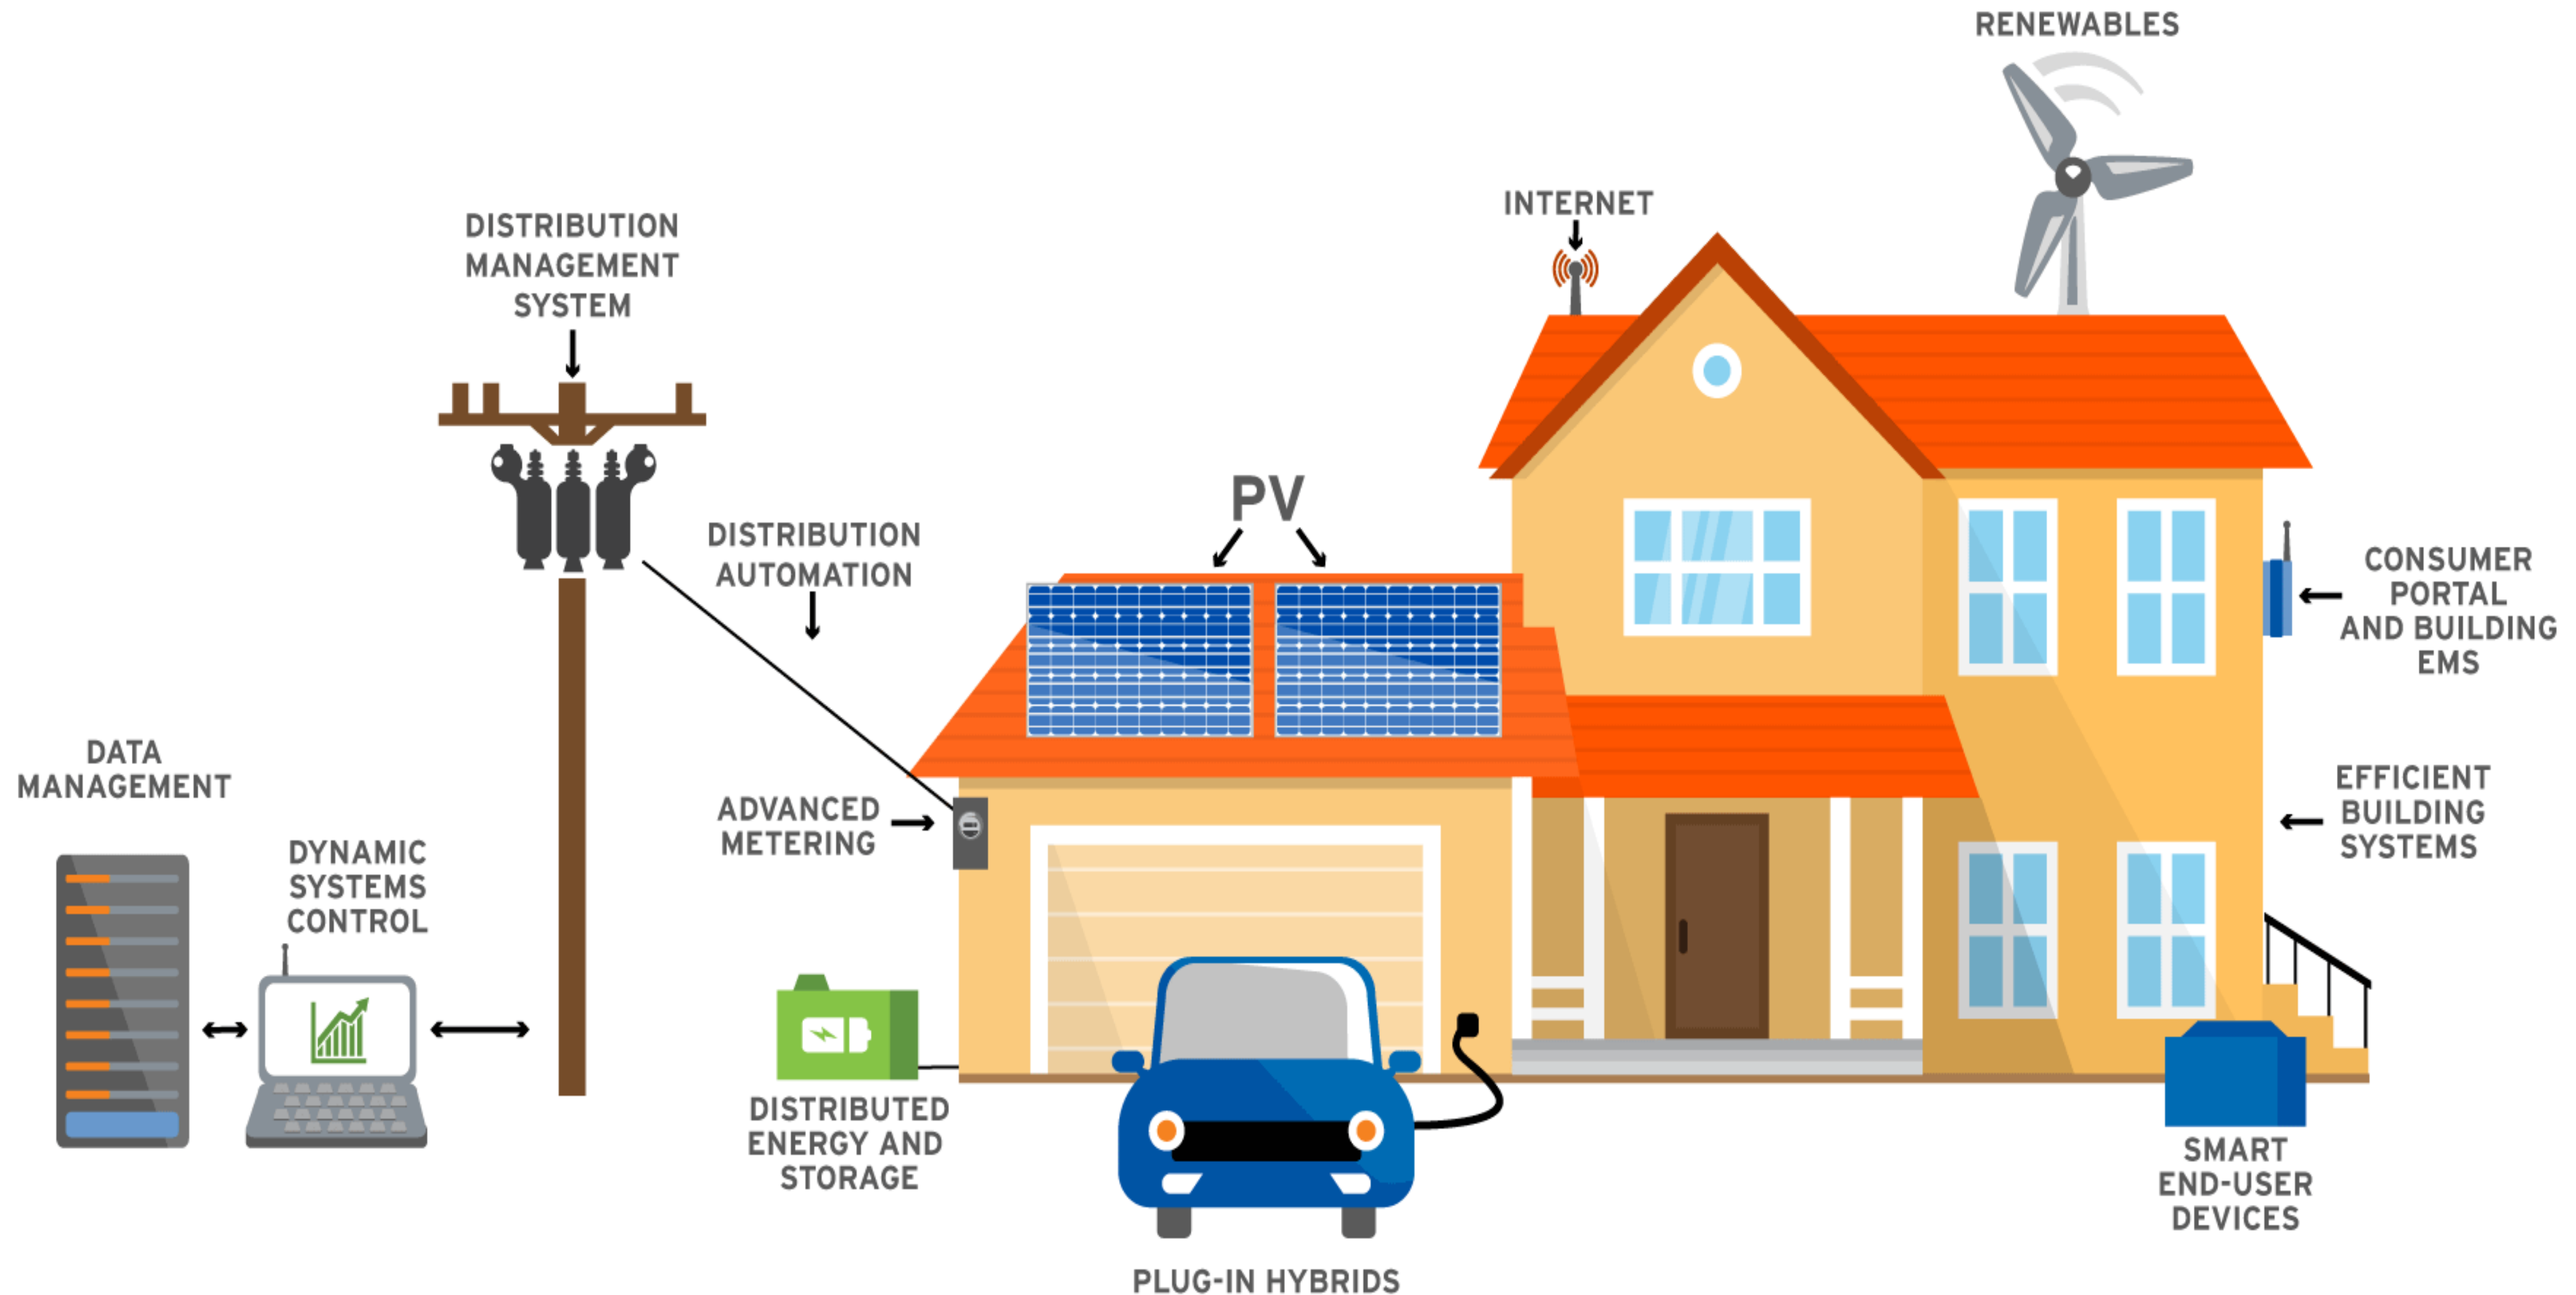 RENEWABLES
INTERNET
DISTRIBUTION
MANAGEMENT
SYSTEM
PV
DISTRIBUTION
AUTOMATION
CONSUMER
PORTAL
AND BUILDING
EMS
DATA
MANAGEMENT
ADVANCED
METERING
EFFICIENT
BUILDING
SYSTEMS
DYNAMIC
SYSTEMS
CONTROL
DISTRIBUTED
ENERGY AND
STORAGE
SMART
END-USER
DEVICES
PLUG-IN HYBRIDS